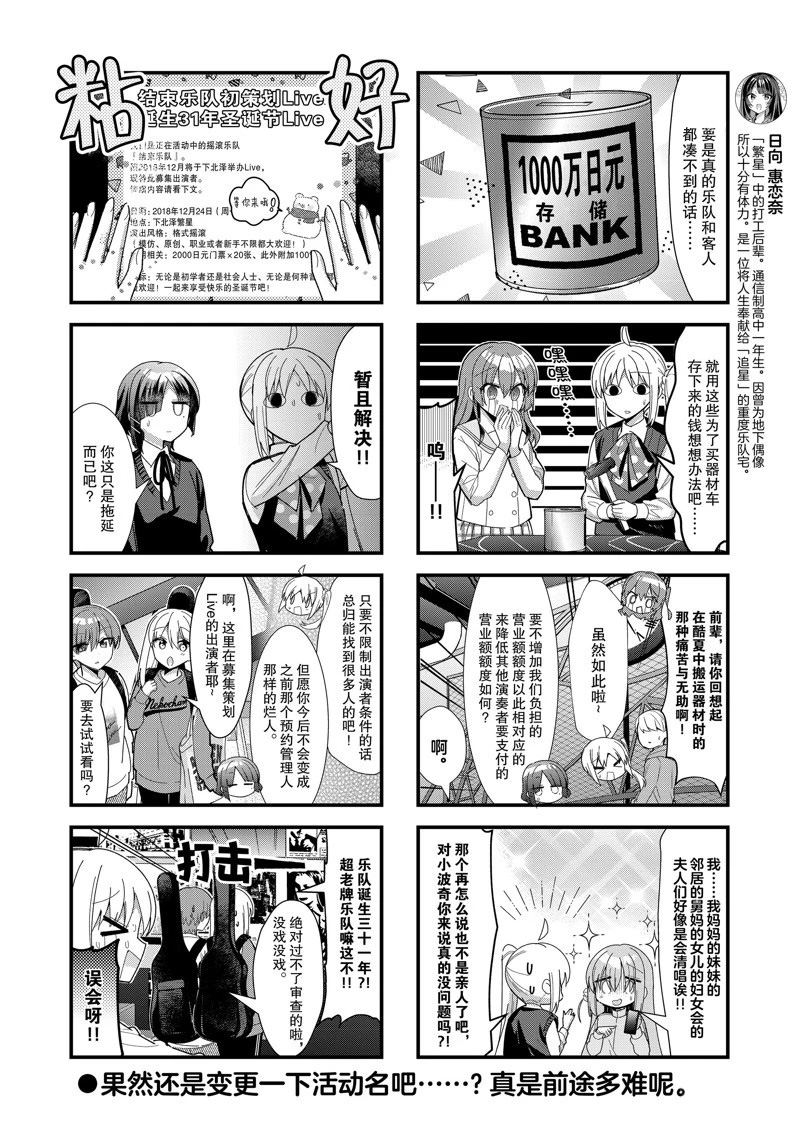 日向 惠恋奈
「繁星」中的打工后辈。通信制高中一年生。因曾为地下偶像
所以十分有体力。是一位将人生奉献给「追星」的重度乐队宅。
要是真的乐队和客人
都凑不到的话……
1000万日元
存储
BANK
就用这些为了买器材车
存下来的钱想想办法吧……
嘿嘿
嘿嘿……
呜
——!!
前辈，请你回想起
在酷夏中搬运器材时的
那种痛苦与无助啊！
虽然如此啦~
要不增加我们负担的
营业额额度以此相对应的
来降低其他演奏者要支付的
营业额额度如何？
啊。
我……我妈妈的妹妹的
邻居的舅妈的女儿的妇女会的
夫人们好像是会清唱诶!!
那个再怎么说也不是亲人了吧，
对小波奇你来说真的没问题吗?!
粘好
结束乐队初策划Live
诞生31年圣诞节Live
正在活动中的摇滚乐队
『结束乐队』。
2018年12月将于下北泽举办Live，
募集出演者。
内容请看下文。
2018年12月24日（周
地点：下北泽繁星
演出风格：格式摇滚
（模仿、原创、职业或者新手不限都大欢迎！）
相关：2000日元门票×20张、此外附加100
无论是初学者还是社会人士、无论是何种
欢迎！一起来享受快乐的圣诞节吧！
等你来哦!
暂且解决!!
你这只是拖延
而已吧？
只要不限制出演者条件的话
总归能找到很多人的吧！
但愿你今后不会变成
之前那个预约管理人
那样的烂人。
啊，这里在募集策划
Live的出演者耶~
Nekochan
要去试试看吗？
乐队诞生三十一年?!
超老牌乐队嘛这不!!
绝对过不了审查的啦，
没戏没戏。
打击
误会呀!!
●果然还是变更一下活动名吧……？真是前途多难呢。